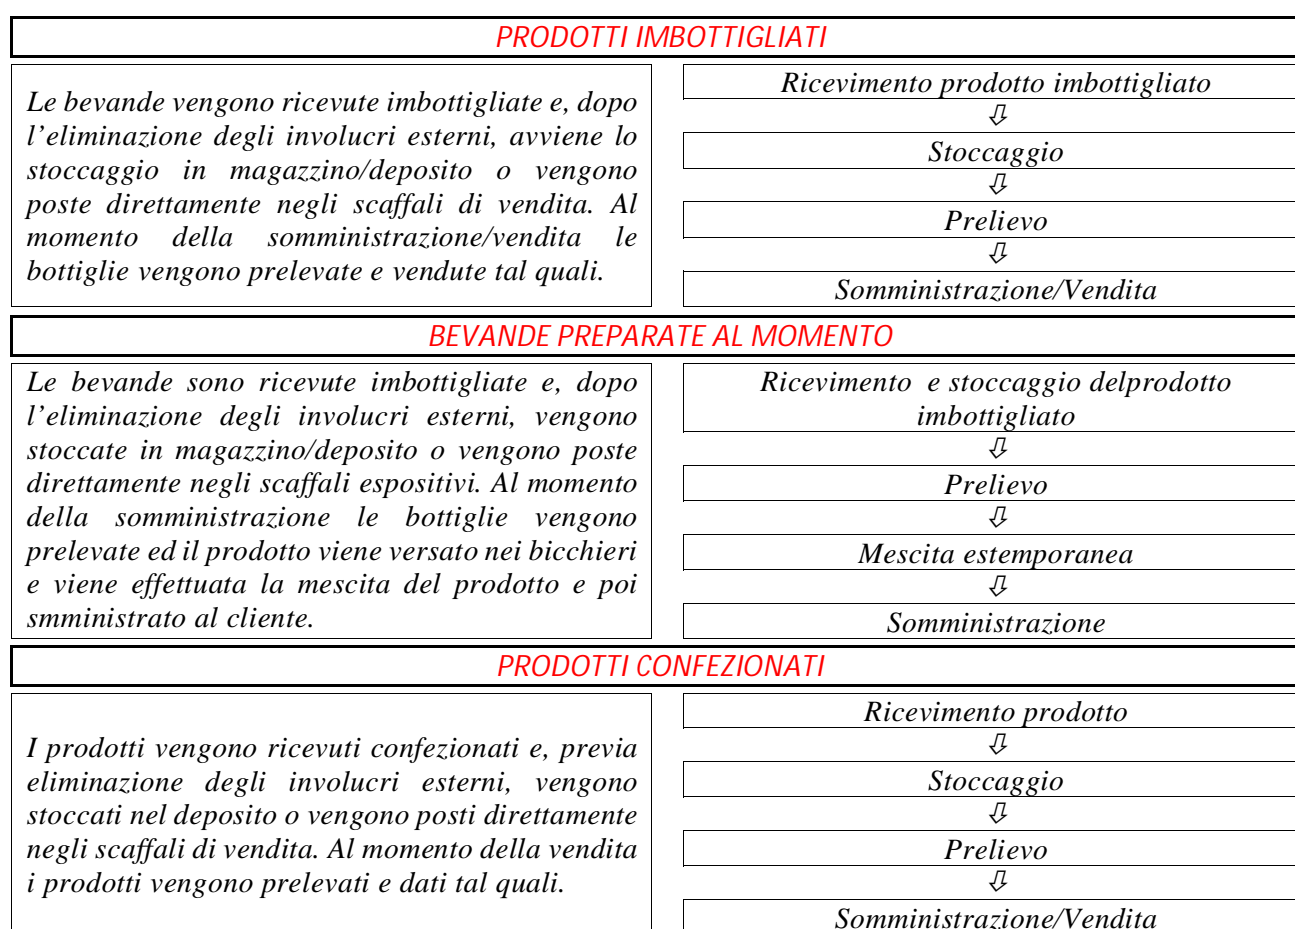 PRODOTTI IMBOTTIGLIATI
Le bevande vengono ricevute imbottigliate e, dopo
l’eliminazione degli involucri esterni, avviene lo
stoccaggio in magazzino/deposito o vengono
poste direttamente negli scaffali di vendita. Al
momento della somministrazione/vendita le
bottiglie vengono prelevate e vendute tal quali.
Ricevimento prodotto imbottigliato
⇩
Stoccaggio
⇩
Prelievo
⇩
Somministrazione/Vendita
BEVANDE PREPARATE AL MOMENTO
Le bevande sono ricevute imbottigliate e, dopo
l’eliminazione degli involucri esterni, vengono
stoccate in magazzino/deposito o vengono poste
direttamente negli scaffali espositivi. Al momento
della somministrazione le bottiglie vengono
prelevate ed il prodotto viene versato nei bicchieri
e viene effettuata la mescita del prodotto e poi
smministrato al cliente.
Ricevimento e stoccaggio delprodotto
imbottigliato
⇩
Prelievo
⇩
Mescita estemporanea
⇩
Somministrazione
PRODOTTI CONFEZIONATI
I prodotti vengono ricevuti confezionati e, previa
eliminazione degli involucri esterni, vengono
stoccati nel deposito o vengono posti direttamente
negli scaffali di vendita. Al momento della vendita
i prodotti vengono prelevati e dati tal quali.
Ricevimento prodotto
⇩
Stoccaggio
⇩
Prelievo
⇩
Somministrazione/Vendita